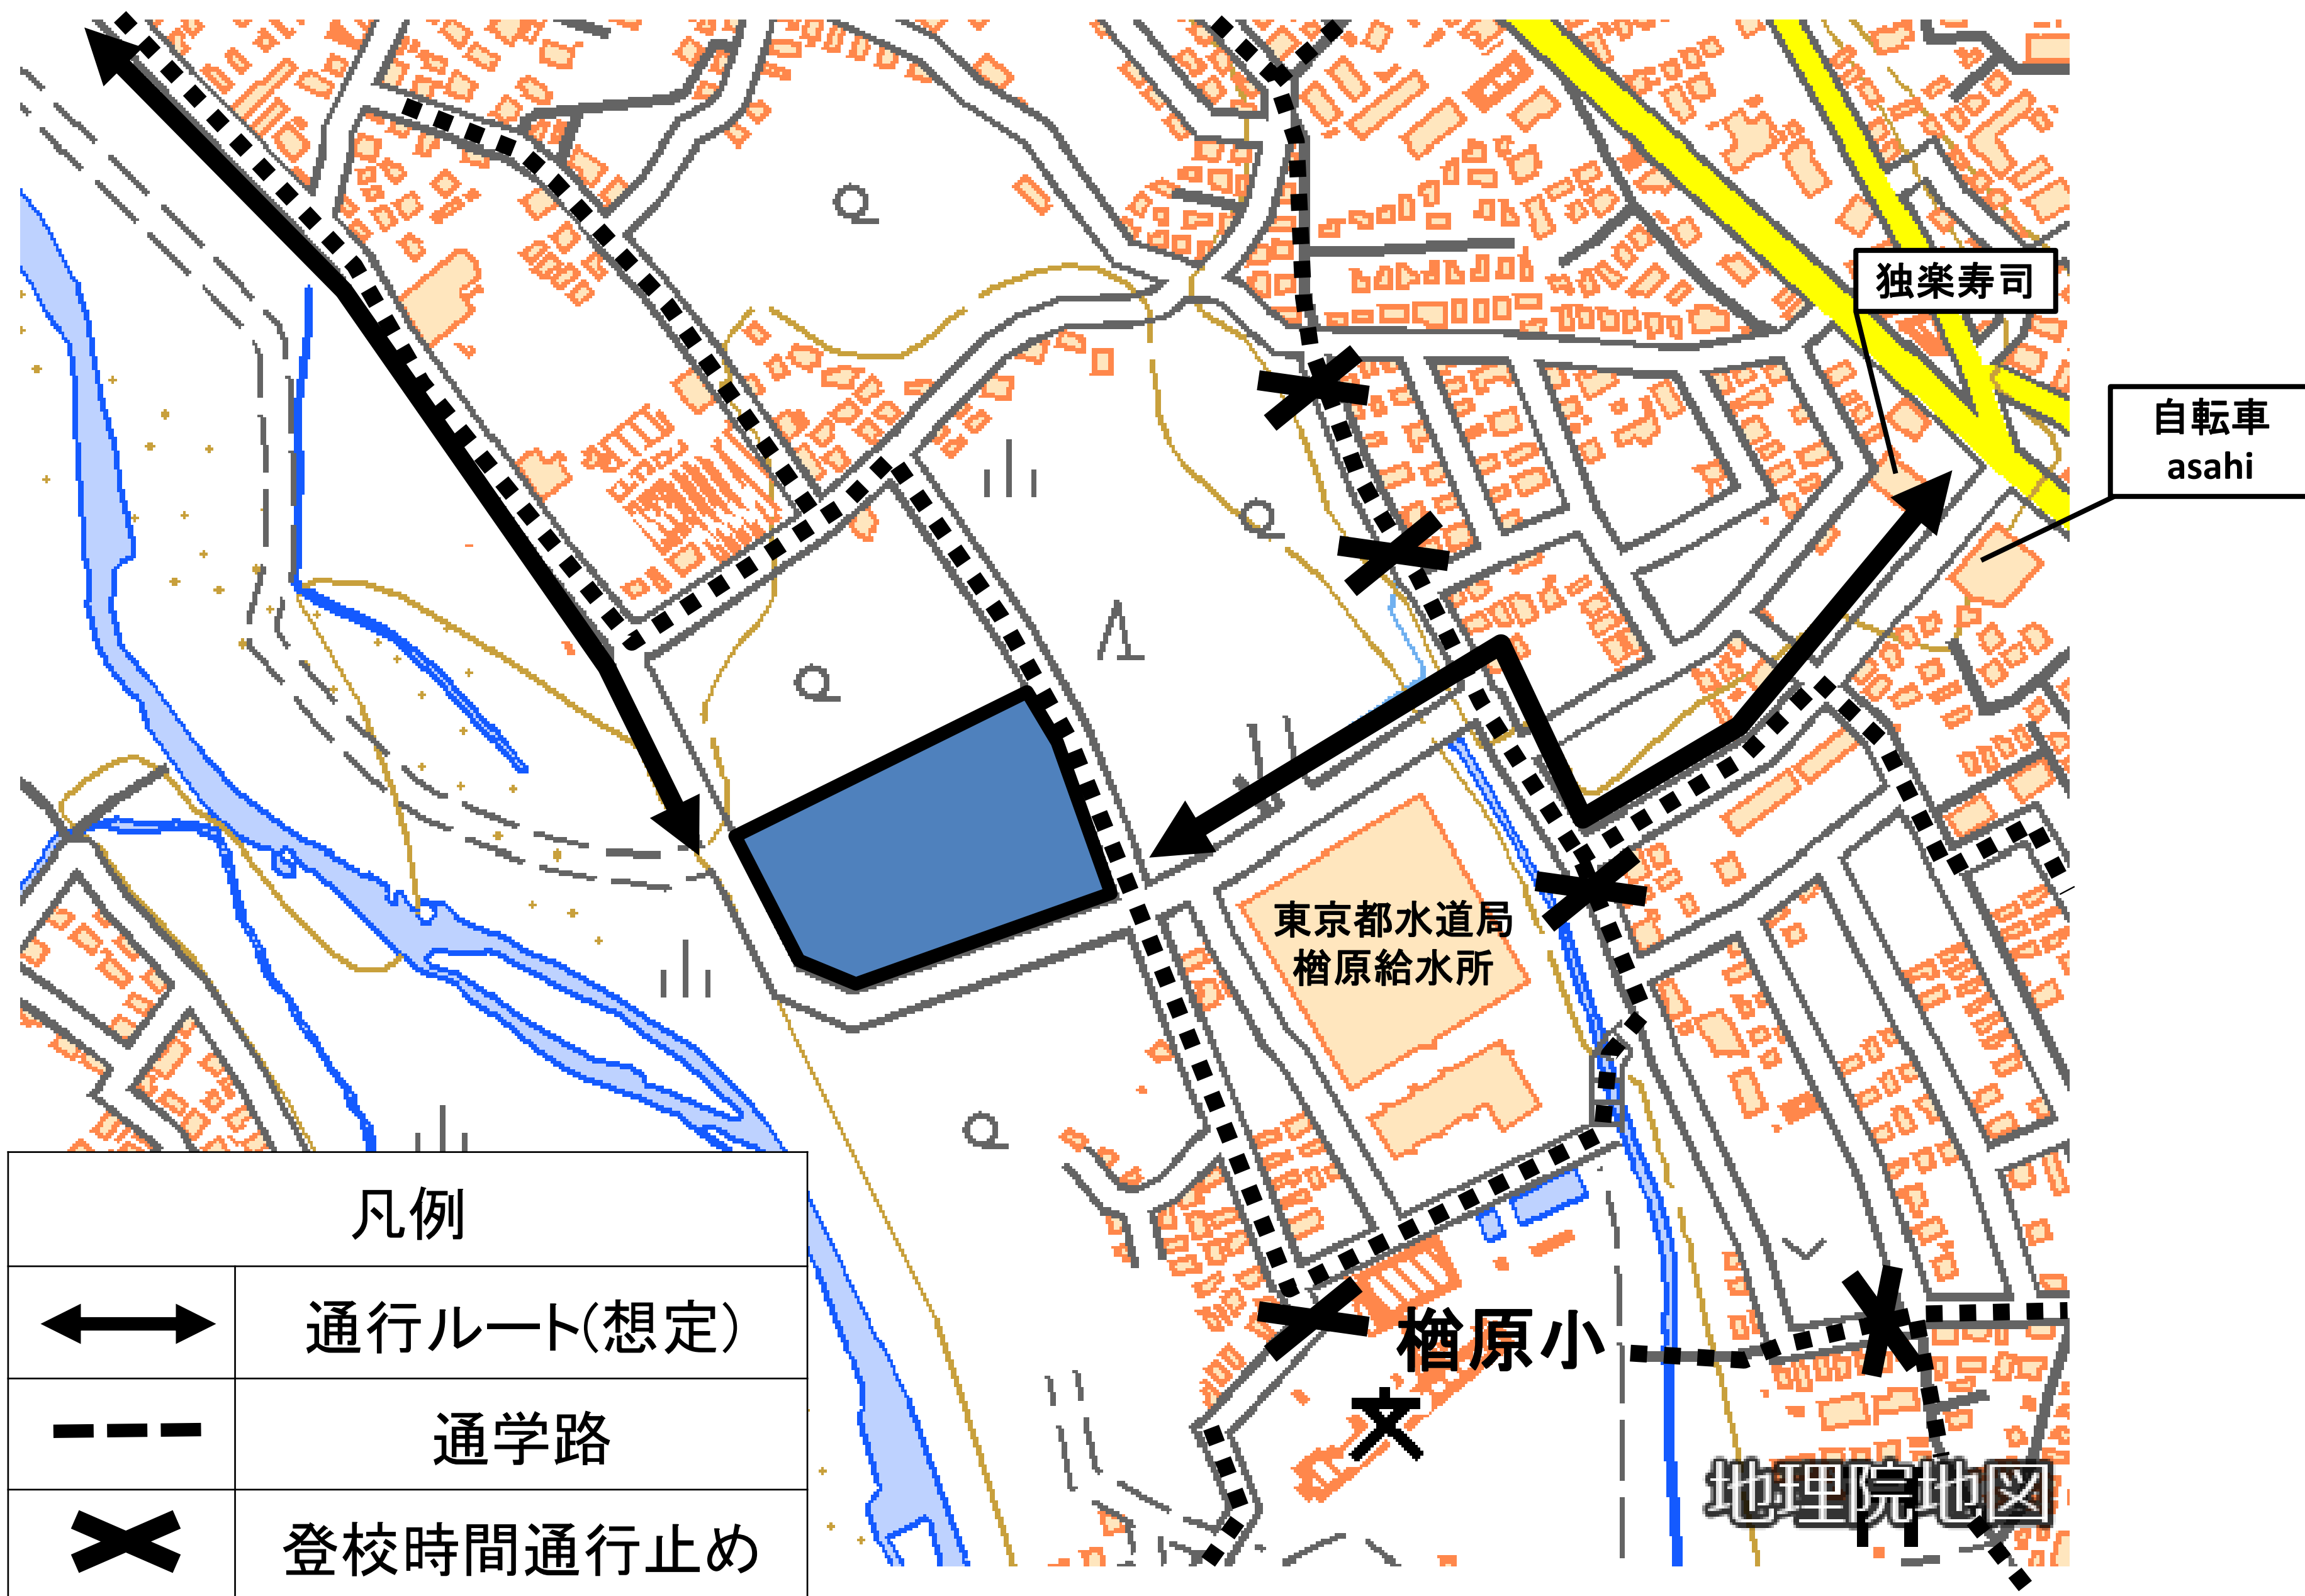 独楽寿司
自転車
asahi
東京都水道局
楢原給水所
楢原小
凡例
通行ルート(想定)
通学路
登校時間通行止め
地理院地図